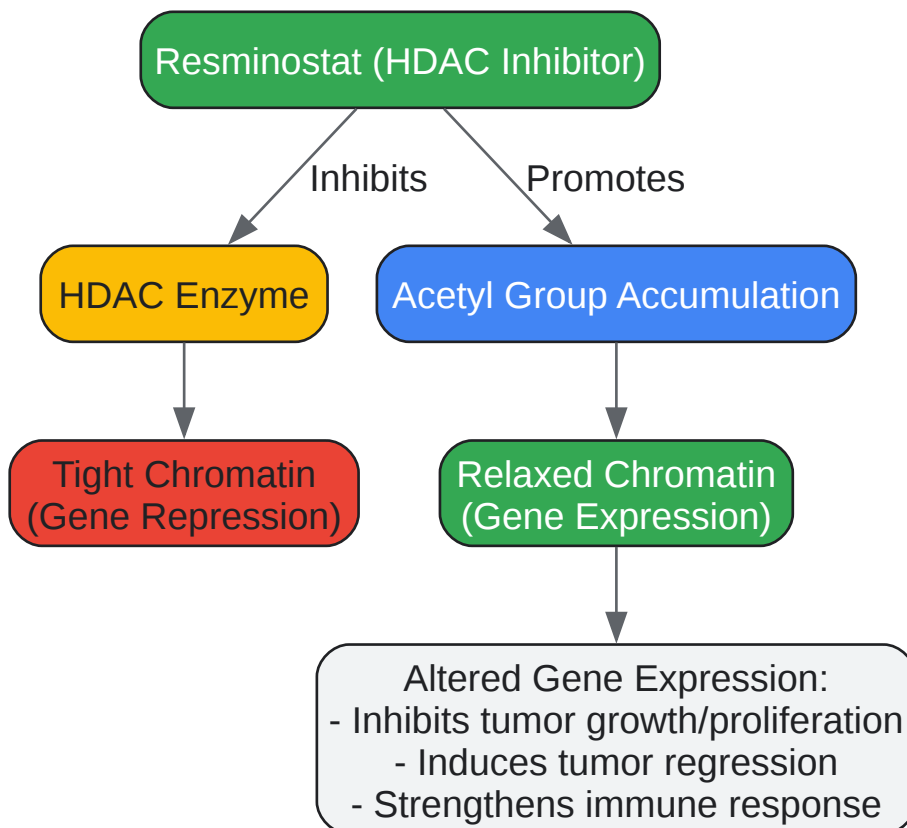 Resminostat (HDAC Inhibitor)
Inhibits
Promotes
HDAC Enzyme
Acetyl Group Accumulation
Tight Chromatin
(Gene Repression)
Relaxed Chromatin
(Gene Expression)
Altered Gene Expression:
- Inhibits tumor growth/proliferation
- Induces tumor regression
- Strengthens immune response